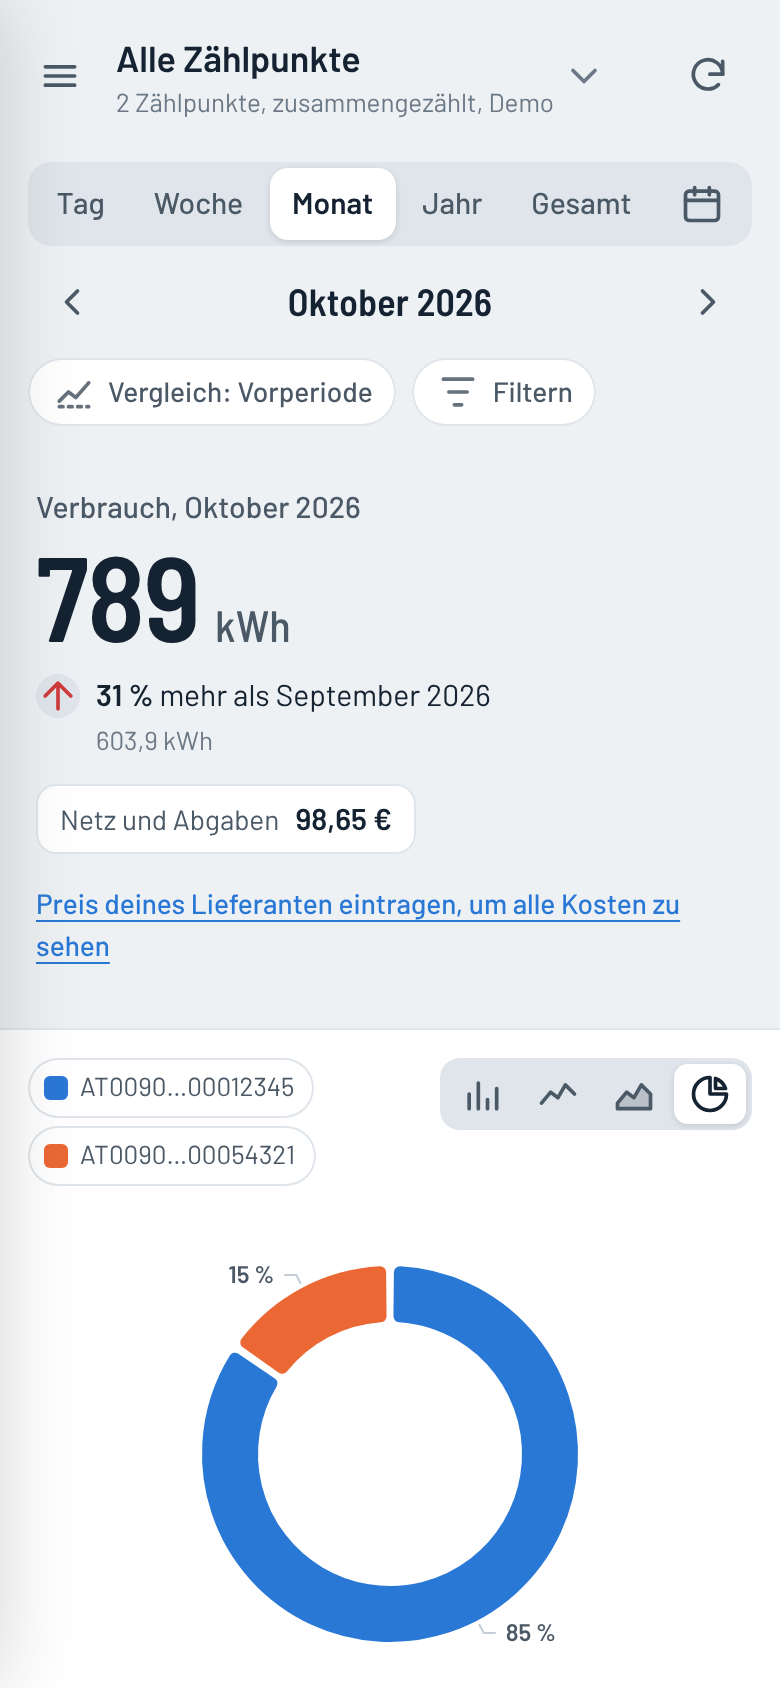 Alle Zählpunkte
2 Zählpunkte, zusammengezählt, Demo
Tag Woche Monat Jahr Gesamt
Oktober 2026
Vergleich: Vorperiode Filtern
Verbrauch, Oktober 2026
789 kWh
31 % mehr als September 2026
603,9 kWh
Netz und Abgaben 98,65 €
Preis deines Lieferanten eintragen, um alle Kosten zu
sehen
AT0090...00012345
AT0090...00054321
15 %
85 %